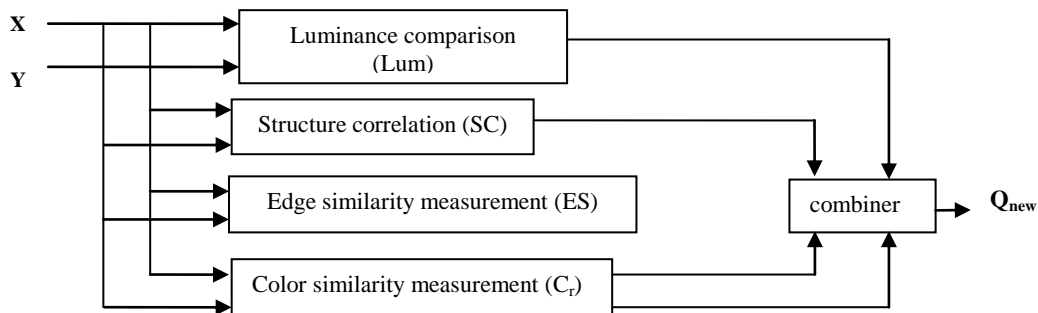 X
Y
Luminance comparison
(Lum)
Structure correlation (SC)
Edge similarity measurement (ES)
Color similarity measurement (Cr)
combiner
Qnew